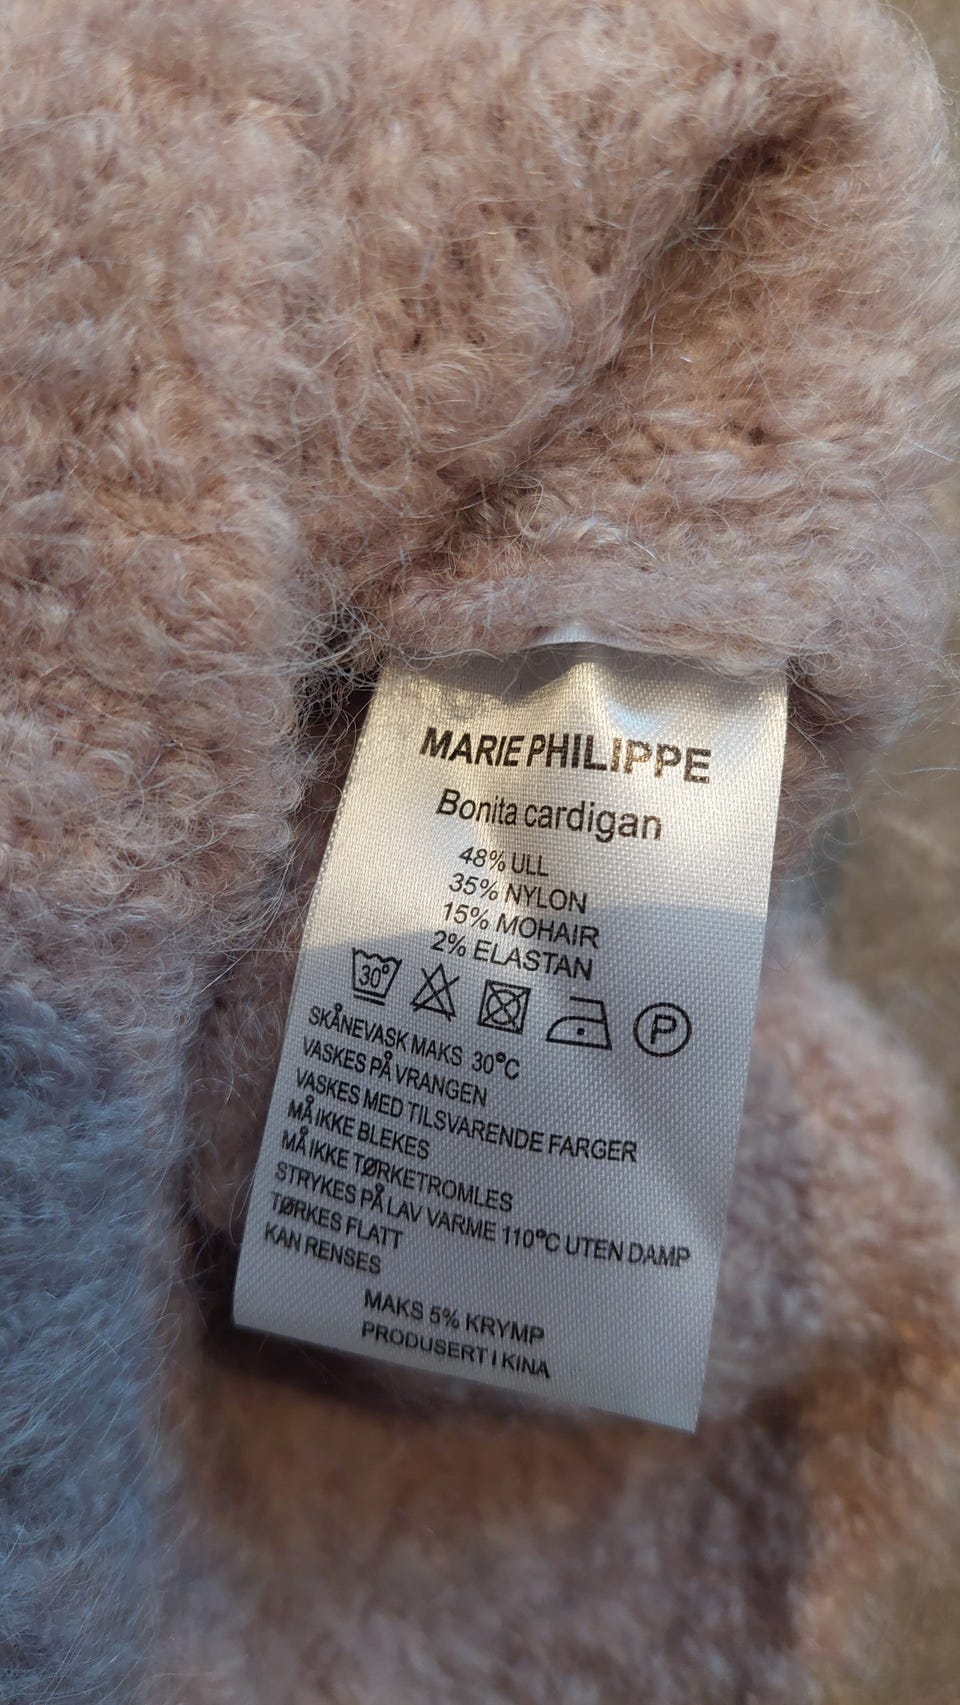 MARIE PHILIPPE
Bonita cardigan
48% ULL
35% NYLON
15% MOHAIR
2% ELASTAN
30° P
SKÅNEVASK MAKS 30°C
VASKES PÅ VRANGEN
VASKES MED TILSVARENDE FARGER
MÅ IKKE BLEKES
MÅ IKKE TØRKETROMLES
STRYKES PÅ LAV VARME 110°C UTEN DAMP
TØRKES FLATT
KAN RENSES
MAKS 5% KRYMP
PRODUSERT I KINA